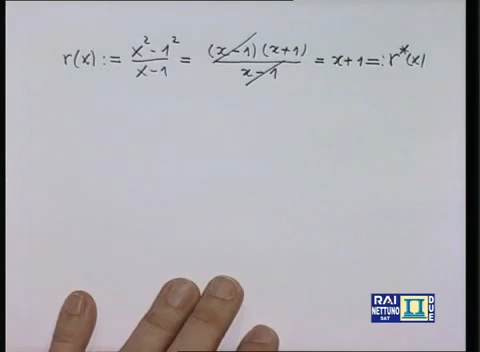 r(x) := x² - 1² / x - 1 = (x - 1) (x + 1) / x - 1 = x + 1 =: r*(x)
RAI
NETTUNO
SAT
DUE